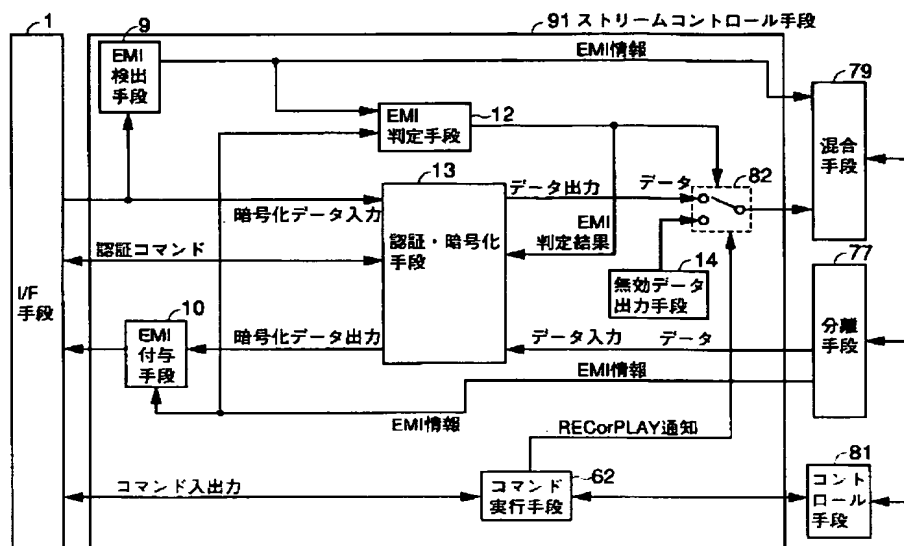 1
91 ストリームコントロール手段
9
EMI
検出
手段
EMI情報
79
混合
手段
EMI
判定手段
12
82
13
データ出力
データ
暗号化データ入力
認証・暗号化
手段
EMI
判定結果
認証コマンド
14
無効データ
出力手段
77
分離
手段
I/F
手段
10
EMI
付与
手段
暗号化データ出力
データ入力
データ
EMI情報
EMI情報
RECorPLAY通知
81
コント
ロール
手段
コマンド入出力
62
コマンド
実行手段